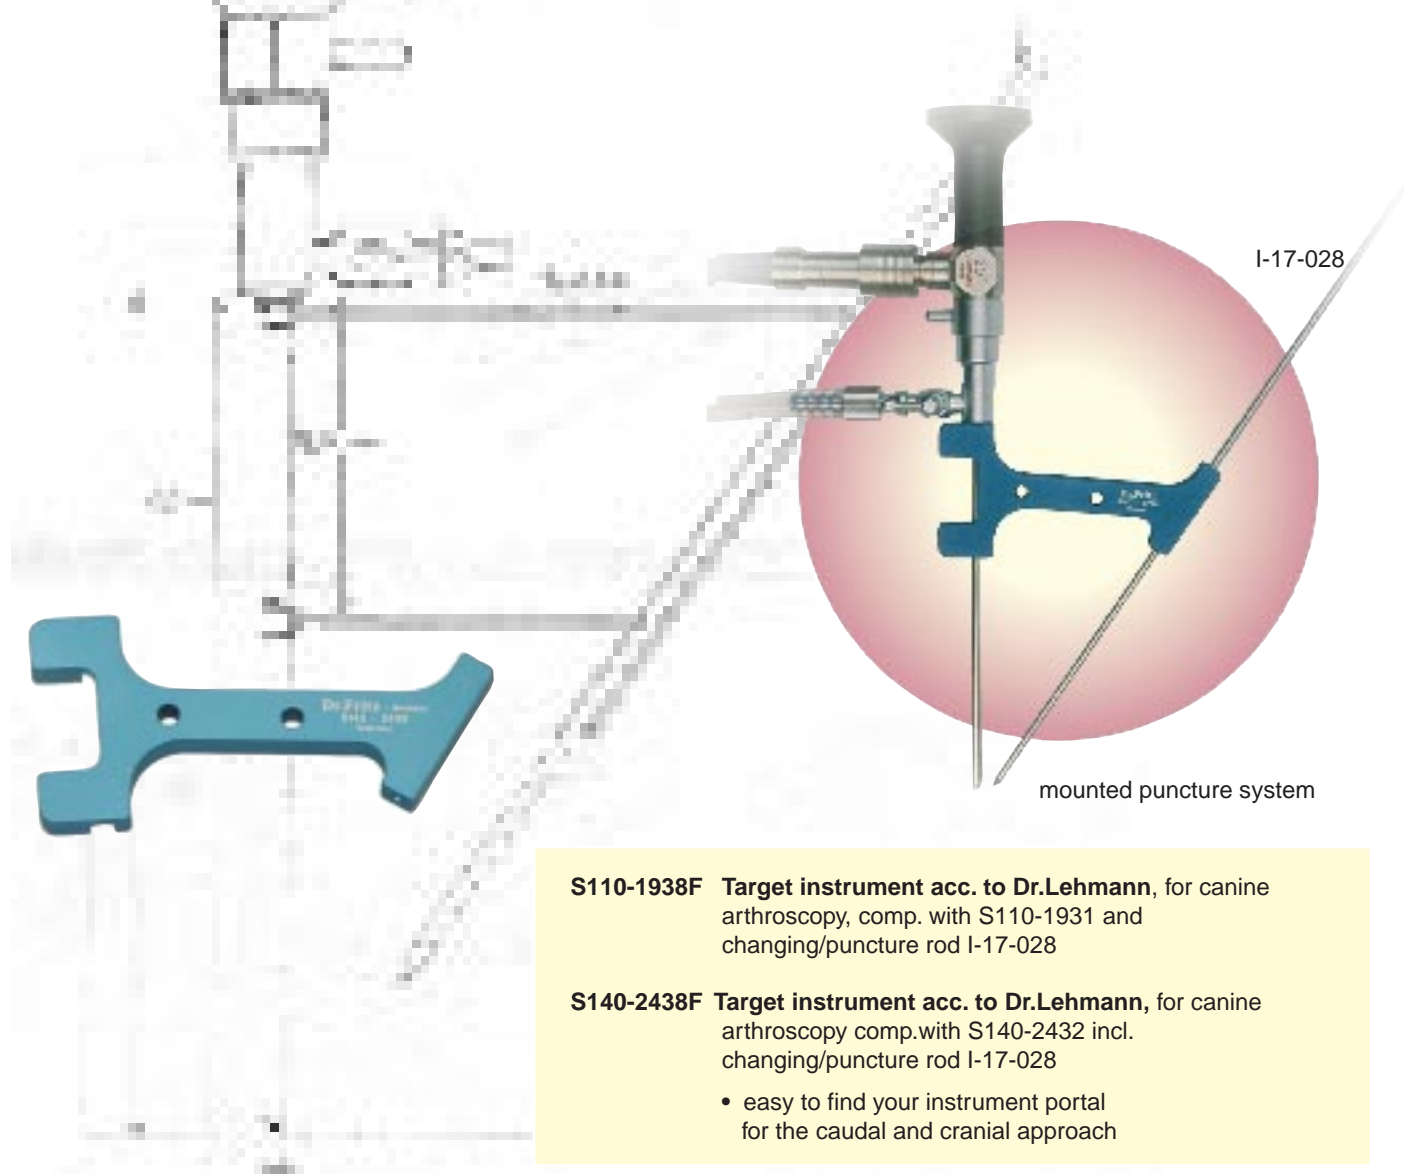 I-17-028
mounted puncture system
Dr.Fritz
S110-1938F Target instrument acc. to Dr.Lehmann, for canine
arthroscopy, comp. with S110-1931 and
changing/puncture rod I-17-028
S140-2438F Target instrument acc. to Dr.Lehmann, for canine
arthroscopy comp.with S140-2432 incl.
changing/puncture rod I-17-028
• easy to find your instrument portal
for the caudal and cranial approach